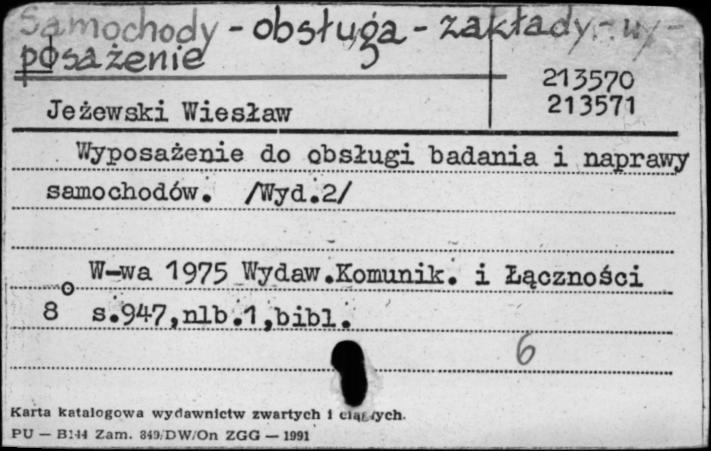 Samochody - obsługa - zakłady - wy-
posażenie
213570
213571
Jeżewski Wiesław
Wyposażenie do obsługi badania i naprawy
samochodów. /Wyd.2/
W-wa 1975 Wydaw.Komunik. i Łączności
8° s.947,nlb.1,bibl.
6
Karta katalogowa wydawnictw zwartych i ciągłych.
PU — B144 Zam. 349/DW/On ZGG — 1991